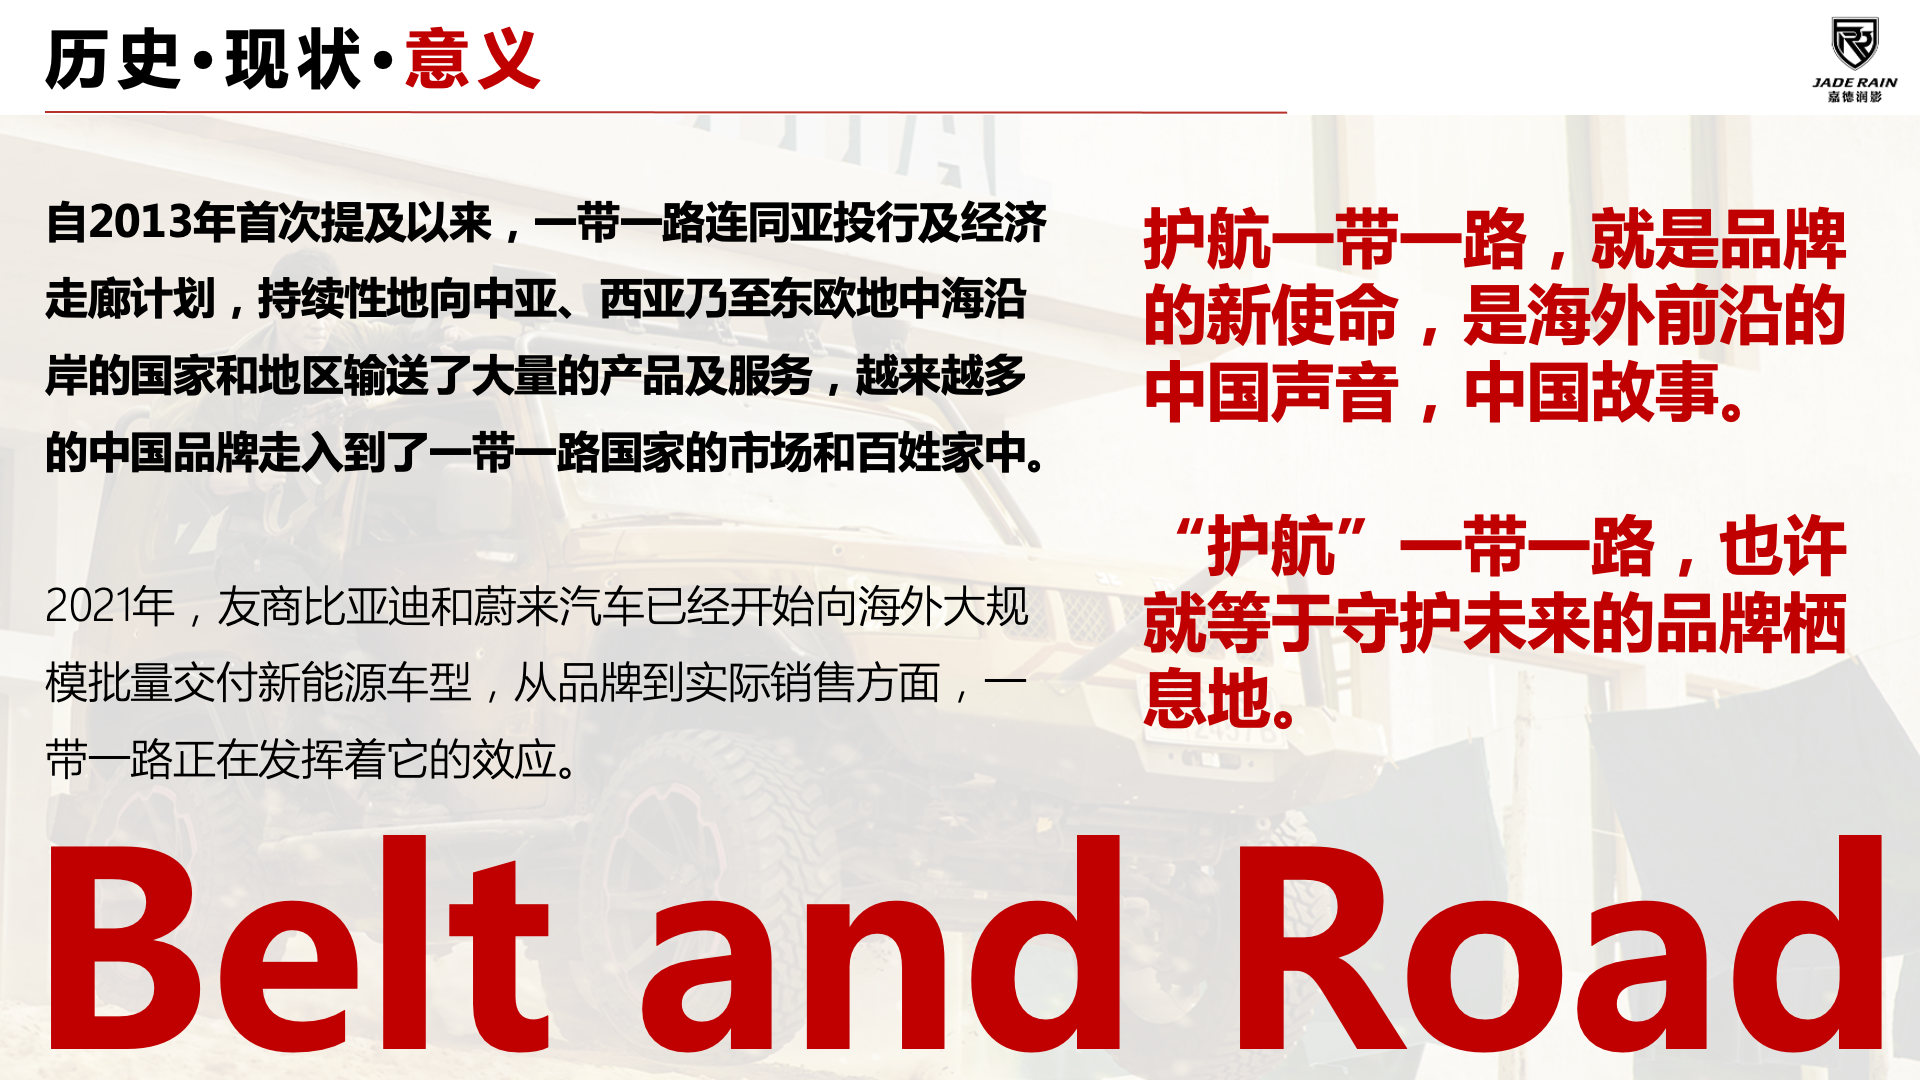 历史·现状·意义
JADE RAIN
嘉德润影
自2013年首次提及以来，一带一路连同亚投行及经济
走廊计划，持续性地向中亚、西亚乃至东欧地中海沿
岸的国家和地区输送了大量的产品及服务，越来越多
的中国品牌走入到了一带一路国家的市场和百姓家中。
2021年，友商比亚迪和蔚来汽车已经开始向海外大规
模批量交付新能源车型，从品牌到实际销售方面，一
带一路正在发挥着它的效应。
护航一带一路，就是品牌
的新使命，是海外前沿的
中国声音，中国故事。
“护航”一带一路，也许
就等于守护未来的品牌栖
息地。
Belt and Road